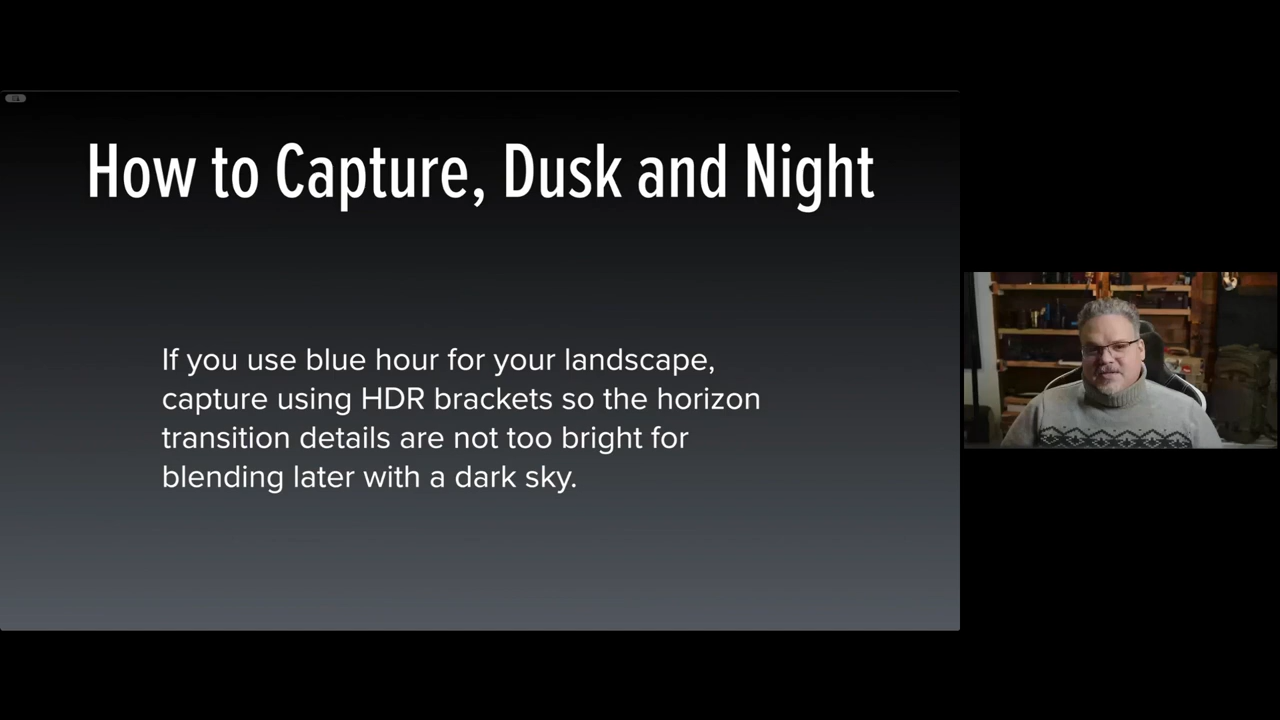 How to Capture, Dusk and Night
If you use blue hour for your landscape,
capture using HDR brackets so the horizon
transition details are not too bright for
blending later with a dark sky.